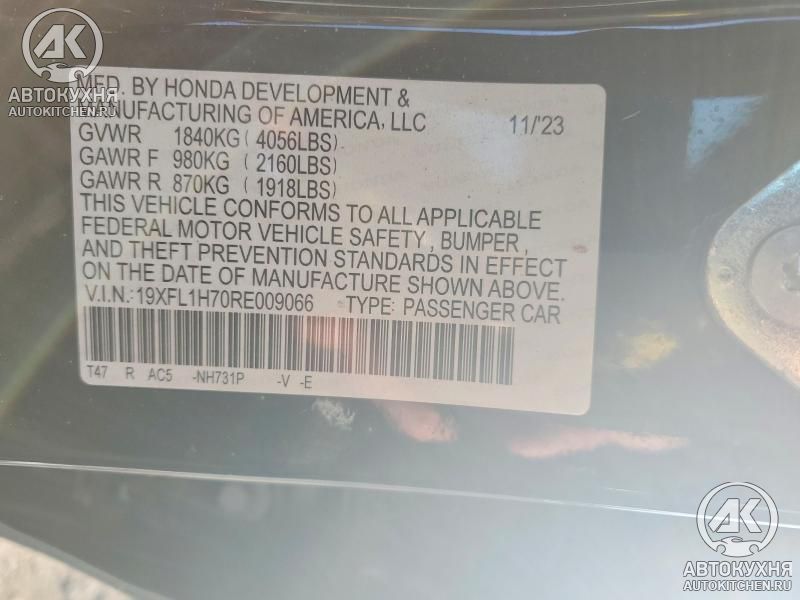 AK
АВТОКУХНЯ
AUTOKITCHEN.RU
MFD. BY HONDA DEVELOPMENT &
MANUFACTURING OF AMERICA, LLC 11/'23
GVWR 1840KG ( 4056LBS)
GAWR F 980KG ( 2160LBS)
GAWR R 870KG ( 1918LBS)
THIS VEHICLE CONFORMS TO ALL APPLICABLE
FEDERAL MOTOR VEHICLE SAFETY, BUMPER,
AND THEFT PREVENTION STANDARDS IN EFFECT
ON THE DATE OF MANUFACTURE SHOWN ABOVE.
V.I.N.:19XFL1H70RE009066 TYPE: PASSENGER CAR
T47 R AC5 -NH731P -V -E
AK
АВТОКУХНЯ
AUTOKITCHEN.RU